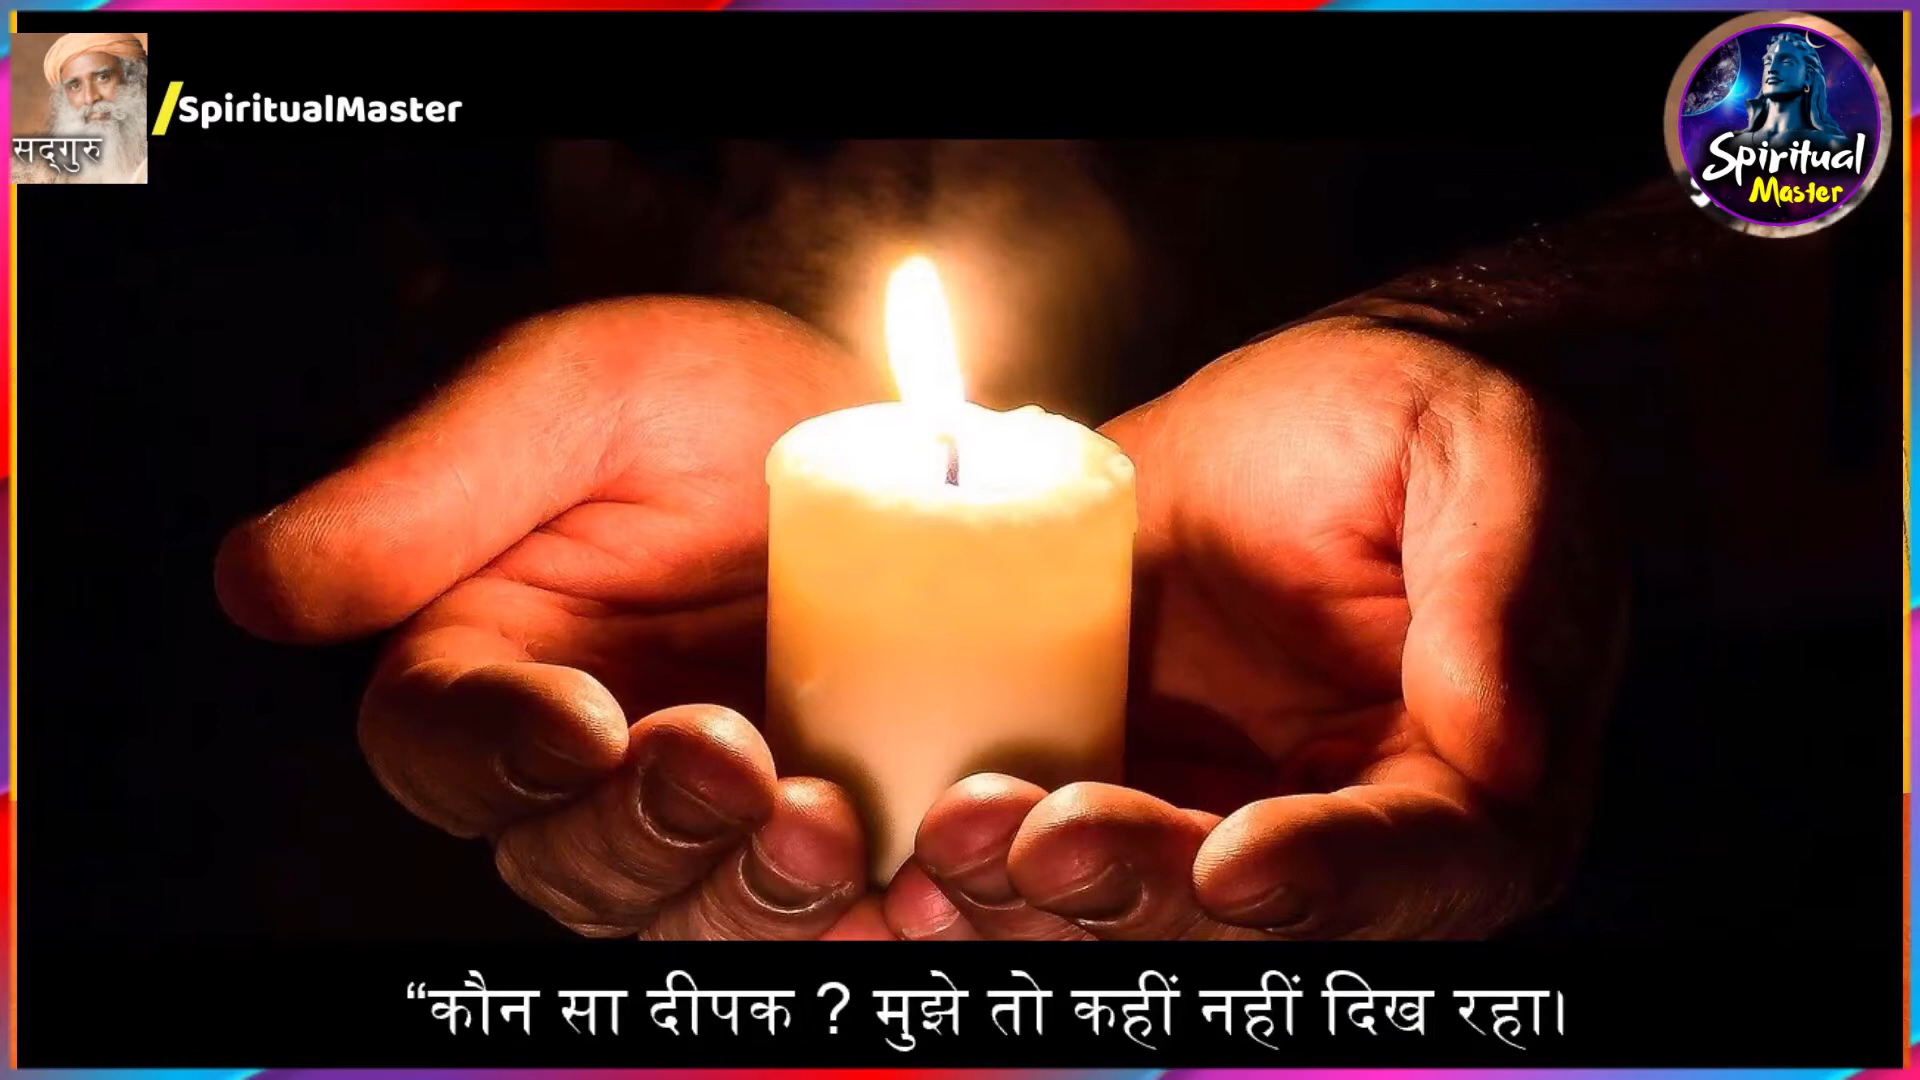 /SpiritualMaster
सद्गुरु
Spiritual
Master
“कौन सा दीपक ? मुझे तो कहीं नहीं दिख रहा।